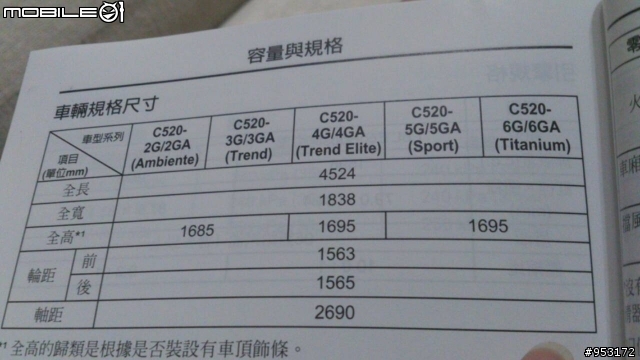 MOBILE01
容量與規格
車輛規格尺寸
車型系列
項目
(單位mm)
C520-
2G/2GA
(Ambiente)
C520-
3G/3GA
(Trend)
C520-
4G/4GA
(Trend Elite)
C520-
5G/5GA
(Sport)
C520-
6G/6GA
(Titanium)
全長 4524
全寬 1838
全高*1 1685 1695 1695
輪距 前 1563
後 1565
軸距 2690
*1 全高的歸類是根據是否裝設有車頂飾條。
#953172